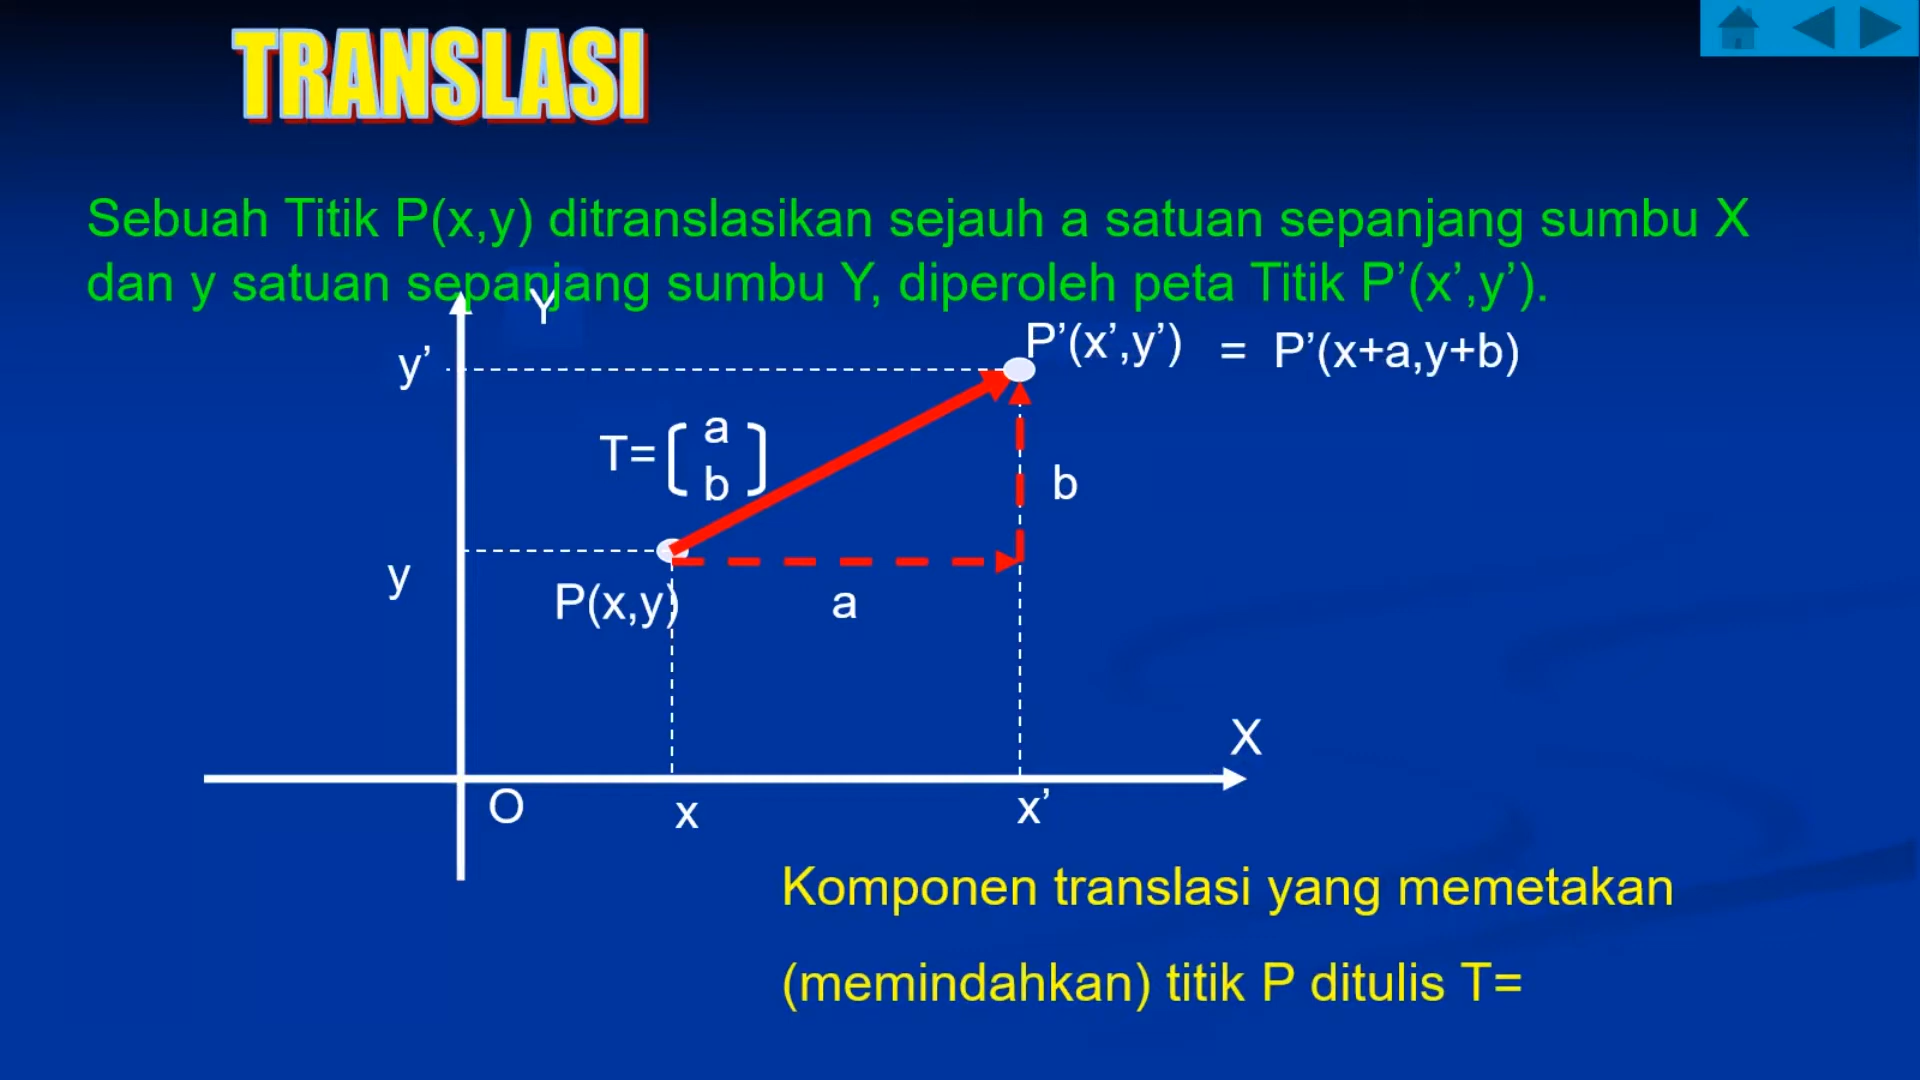 TRANSLASI
Sebuah Titik P(x,y) ditranslasikan sejauh a satuan sepanjang sumbu X
dan y satuan sepanjang sumbu Y, diperoleh peta Titik P’(x’,y’).
Y
P’(x’,y’) = P’(x+a,y+b)
y’
a
T=
b
b
y
P(x,y)
a
X
O
x
x’
Komponen translasi yang memetakan
(memindahkan) titik P ditulis T=